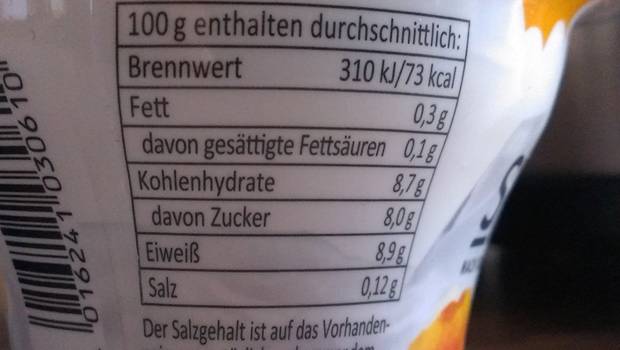 100 g enthalten durchschnittlich:
Brennwert 310 kJ/73 kcal
Fett 0,3 g
davon gesättigte Fettsäuren 0,1 g
Kohlenhydrate 8,7 g
davon Zucker 8,0 g
Eiweiß 8,9 g
Salz 0,12 g
Der Salzgehalt ist auf das Vorhanden-
01624103061011